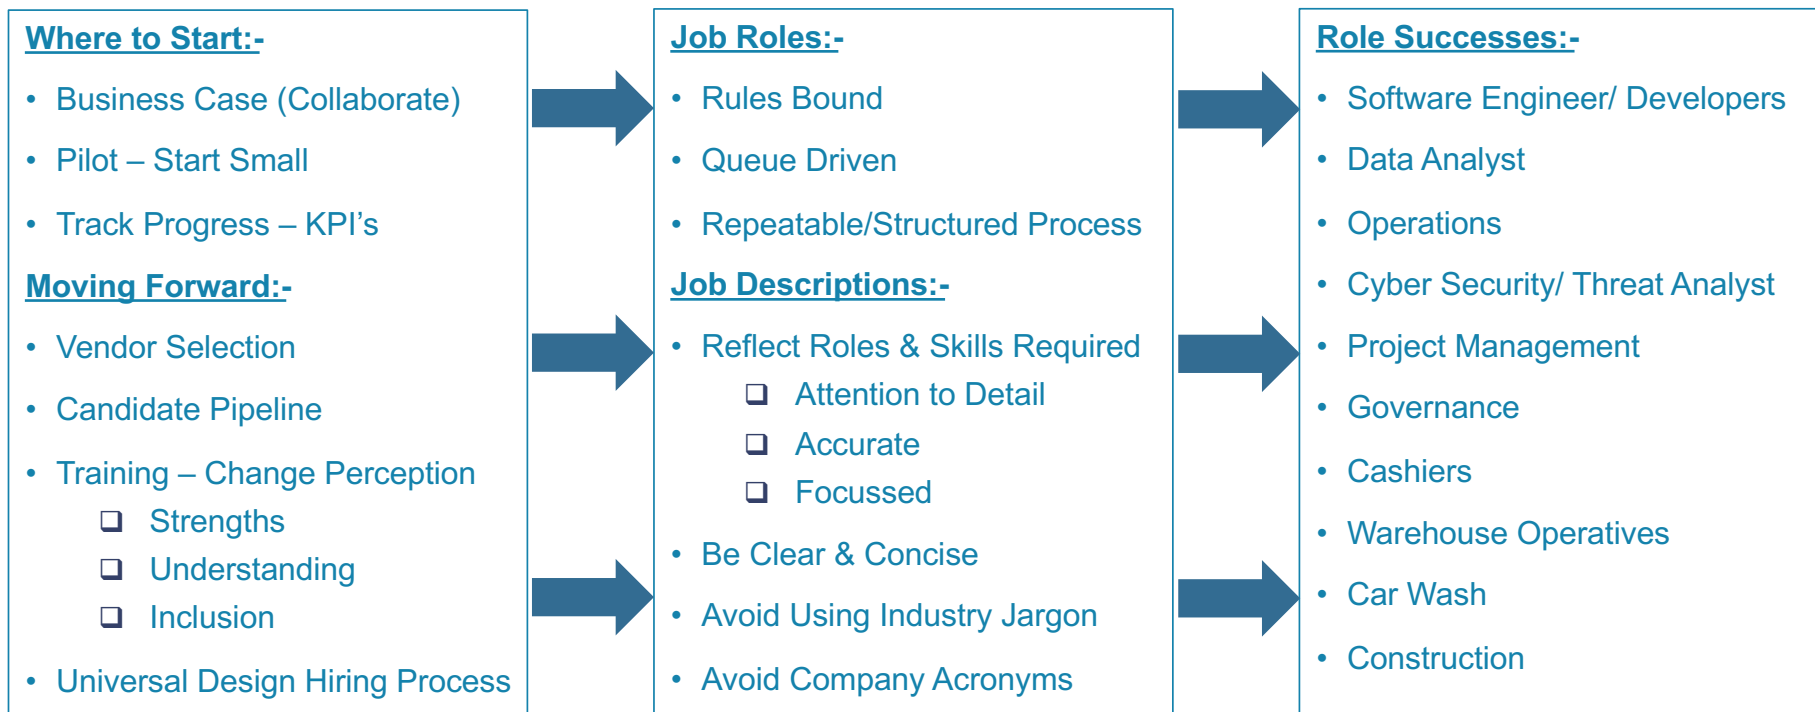 Where to Start:-
• Business Case (Collaborate)
• Pilot – Start Small
• Track Progress – KPI’s
Moving Forward:-
• Vendor Selection
• Candidate Pipeline
• Training – Change Perception
❑ Strengths
❑ Understanding
❑ Inclusion
• Universal Design Hiring Process
Job Roles:-
• Rules Bound
• Queue Driven
• Repeatable/Structured Process
Job Descriptions:-
• Reflect Roles & Skills Required
❑ Attention to Detail
❑ Accurate
❑ Focussed
• Be Clear & Concise
• Avoid Using Industry Jargon
• Avoid Company Acronyms
Role Successes:-
• Software Engineer/ Developers
• Data Analyst
• Operations
• Cyber Security/ Threat Analyst
• Project Management
• Governance
• Cashiers
• Warehouse Operatives
• Car Wash
• Construction